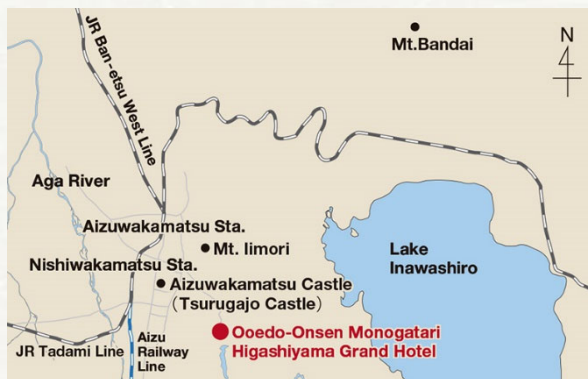 Mt.Bandai
N
JR Ban-etsu West Line
Aga River
Aizuwakamatsu Sta.
Mt. Iimori
Nishiwakamatsu Sta.
Aizuwakamatsu Castle
(Tsurugajo Castle)
Lake
Inawashiro
Ooedo-Onsen Monogatari
Higashiyama Grand Hotel
JR Tadami Line
Aizu
Railway
Line